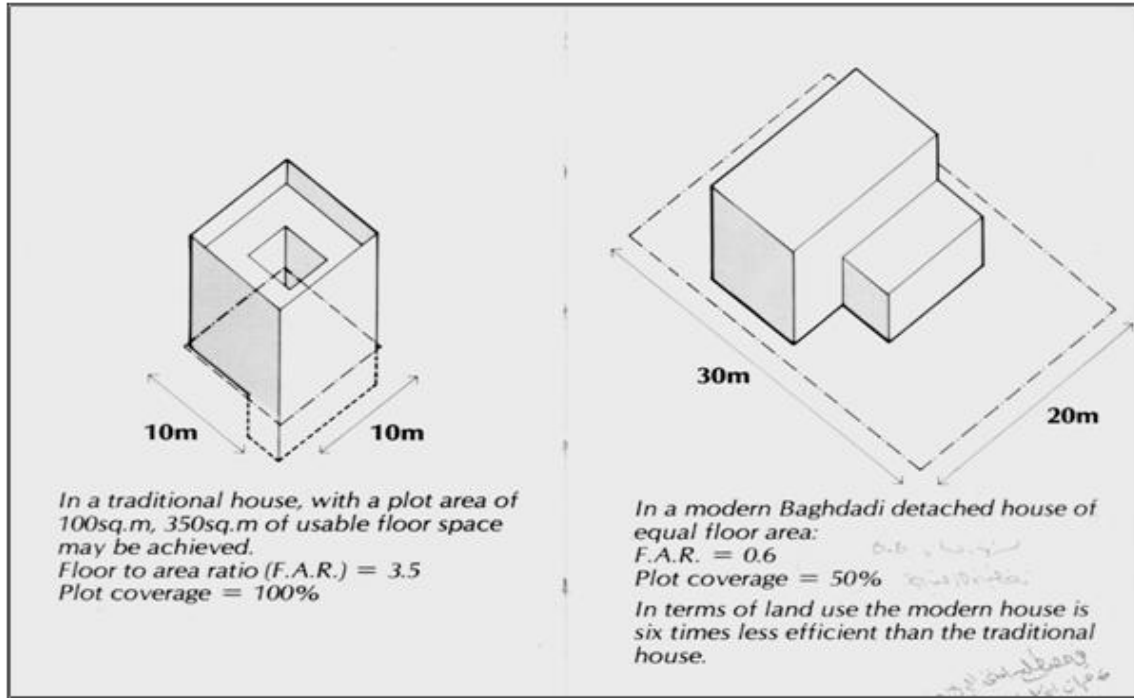 10m
10m
In a traditional house, with a plot area of
100sq.m, 350sq.m of usable floor space
may be achieved.
Floor to area ratio (F.A.R.) = 3.5
Plot coverage = 100%
30m
20m
In a modern Baghdadi detached house of
equal floor area:
F.A.R. = 0.6
Plot coverage = 50%
In terms of land use the modern house is
six times less efficient than the traditional
house.